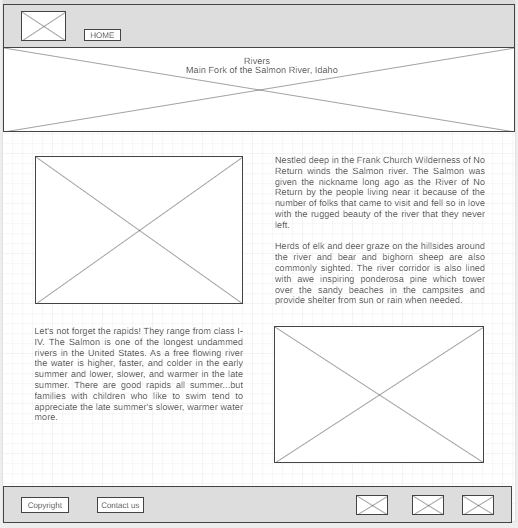 HOME
Rivers
Main Fork of the Salmon River, Idaho
Nestled deep in the Frank Church Wilderness of No
Return winds the Salmon river. The Salmon was
given the nickname long ago as the River of No
Return by the people living near it because of the
number of folks that came to visit and fell so in love
with the rugged beauty of the river that they never
left.
Herds of elk and deer graze on the hillsides around
the river and bear and bighorn sheep are also
commonly sighted. The river corridor is also lined
with awe inspiring ponderosa pine which tower
over the sandy beaches in the campsites and
provide shelter from sun or rain when needed.
Let's not forget the rapids! They range from class I-
IV. The Salmon is one of the longest undammed
rivers in the United States. As a free flowing river
the water is higher, faster, and colder in the early
summer and lower, slower, and warmer in the late
summer. There are good rapids all summer...but
families with children who like to swim tend to
appreciate the late summer's slower, warmer water
more.
Copyright
Contact us